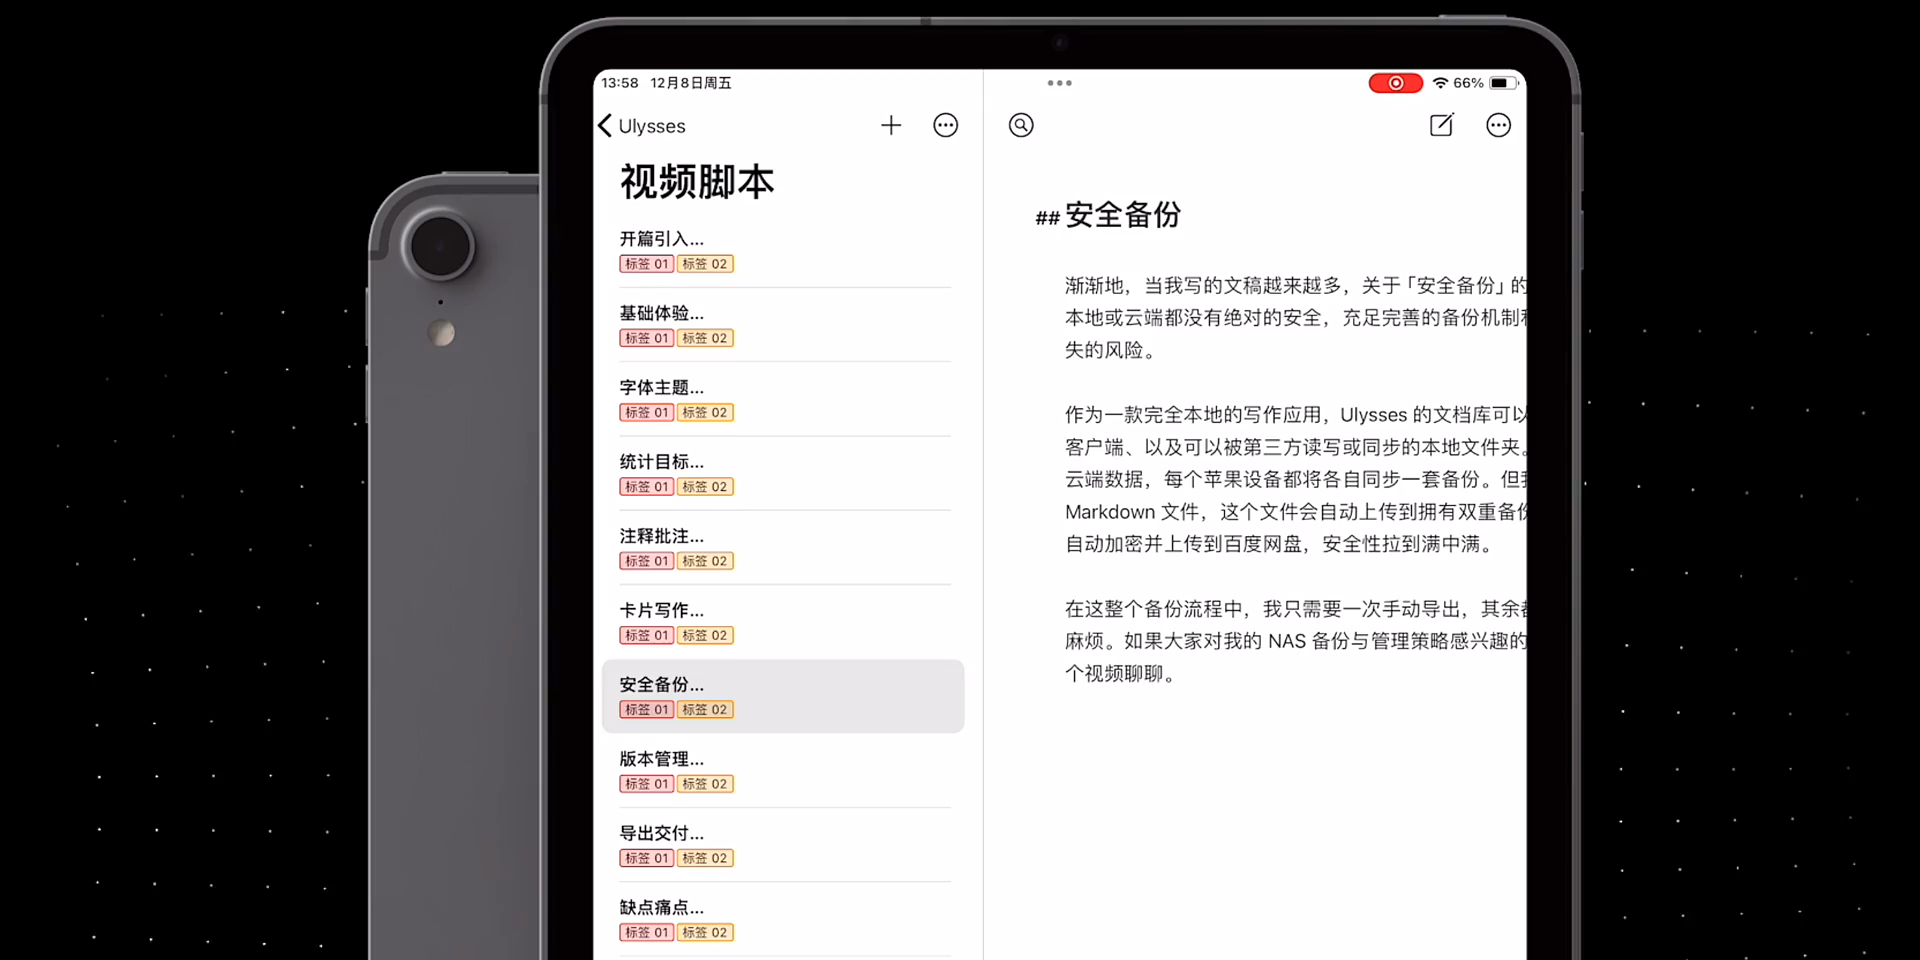 13:58 12月8日周五
66%
Ulysses
视频脚本
开篇引入...
标签 01 标签 02
基础体验...
标签 01 标签 02
字体主题...
标签 01 标签 02
统计目标...
标签 01 标签 02
注释批注...
标签 01 标签 02
卡片写作...
标签 01 标签 02
安全备份...
标签 01 标签 02
版本管理...
标签 01 标签 02
导出交付...
标签 01 标签 02
缺点痛点...
标签 01 标签 02
## 安全备份
渐渐地，当我写的文稿越来越多，关于「安全备份」的
本地或云端都没有绝对的安全，充足完善的备份机制和
失的风险。
作为一款完全本地的写作应用，Ulysses 的文档库可以
客户端、以及可以被第三方读写或同步的本地文件夹。
云端数据，每个苹果设备都将各自同步一套备份。但我
Markdown 文件，这个文件会自动上传到拥有双重备份
自动加密并上传到百度网盘，安全性拉到满中满。
在这整个备份流程中，我只需要一次手动导出，其余都
麻烦。如果大家对我的 NAS 备份与管理策略感兴趣的
个视频聊聊。